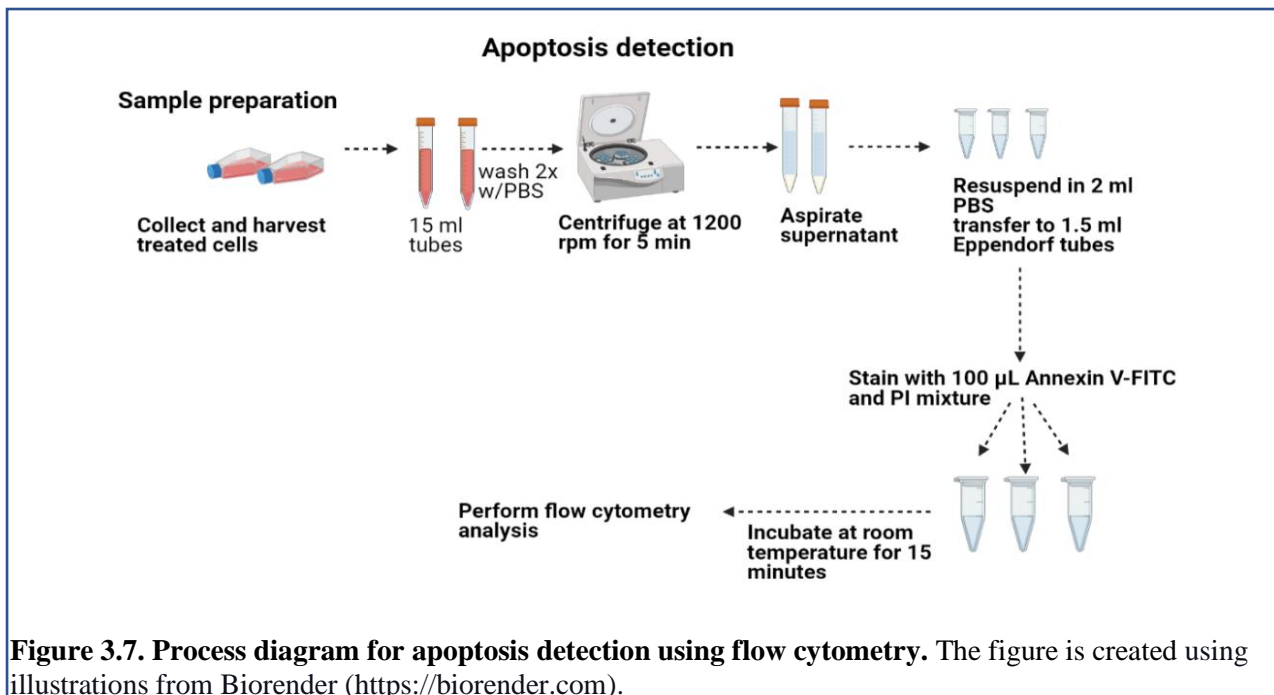 Apoptosis detection
Sample preparation
Collect and harvest
treated cells
15 ml
tubes
wash 2x
w/PBS
Centrifuge at 1200
rpm for 5 min
Aspirate
supernatant
Resuspend in 2 ml
PBS
transfer to 1.5 ml
Eppendorf tubes
Stain with 100 µL Annexin V-FITC
and PI mixture
Incubate at room
temperature for 15
minutes
Perform flow cytometry
analysis
Figure 3.7. Process diagram for apoptosis detection using flow cytometry. The figure is created using
illustrations from Biorender (https://biorender.com).